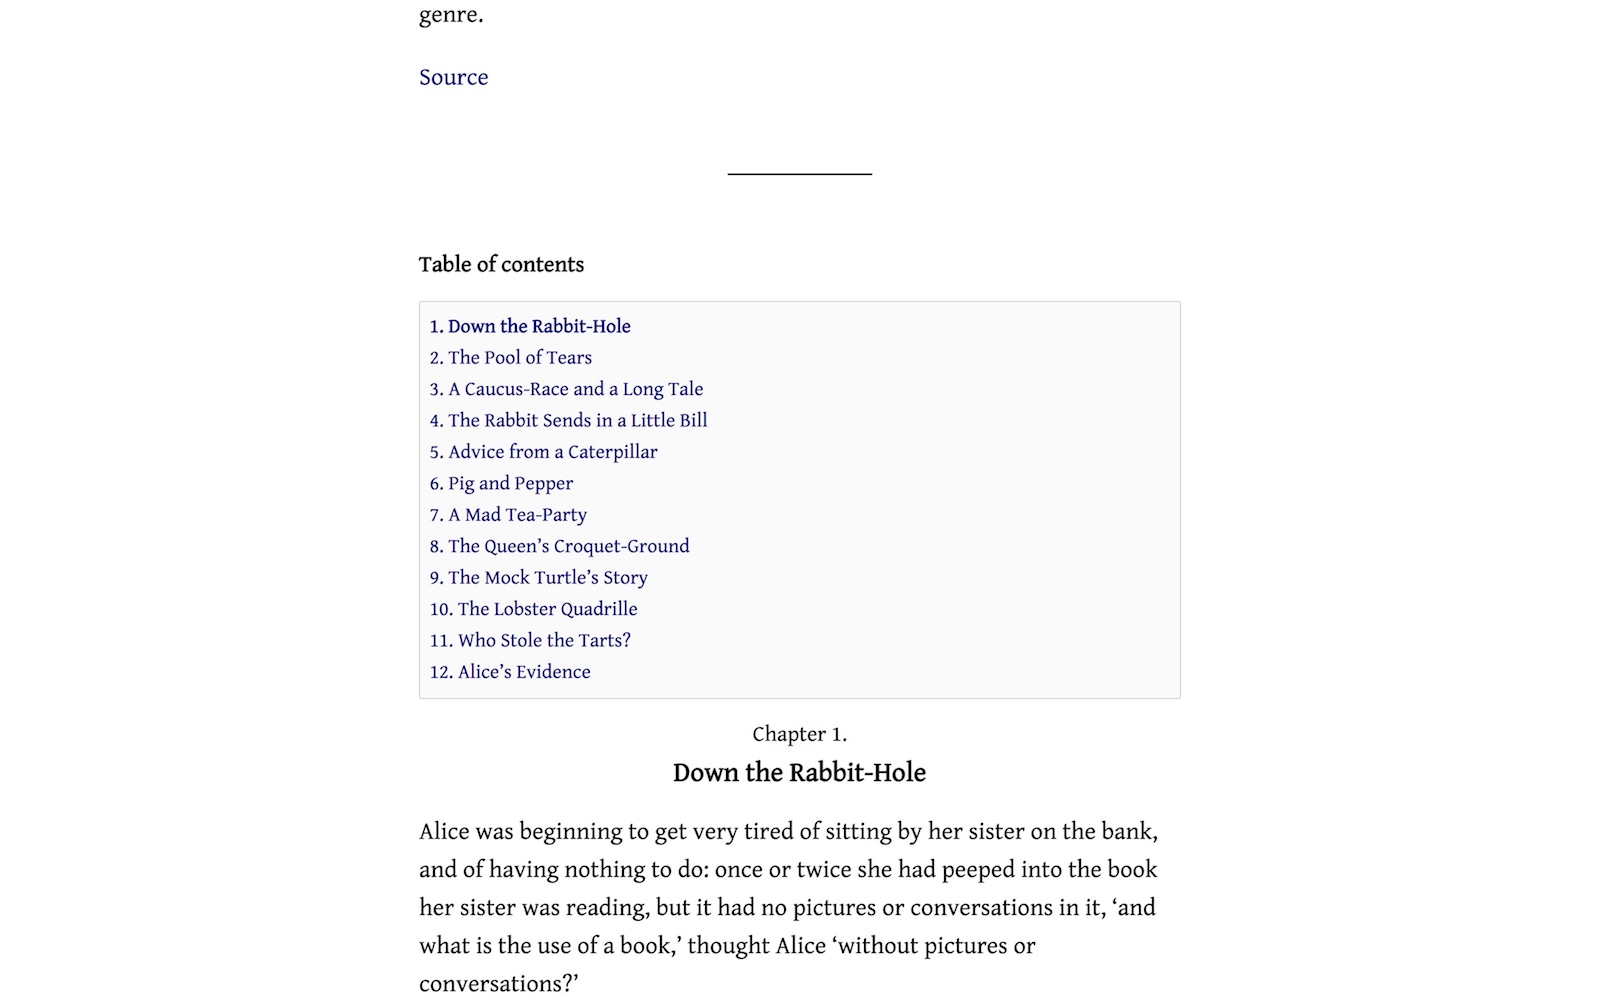 genre.
Source
Table of contents
1. Down the Rabbit-Hole
2. The Pool of Tears
3. A Caucus-Race and a Long Tale
4. The Rabbit Sends in a Little Bill
5. Advice from a Caterpillar
6. Pig and Pepper
7. A Mad Tea-Party
8. The Queen’s Croquet-Ground
9. The Mock Turtle’s Story
10. The Lobster Quadrille
11. Who Stole the Tarts?
12. Alice’s Evidence
Chapter 1.
Down the Rabbit-Hole
Alice was beginning to get very tired of sitting by her sister on the bank,
and of having nothing to do: once or twice she had peeped into the book
her sister was reading, but it had no pictures or conversations in it, ‘and
what is the use of a book,’ thought Alice ‘without pictures or
conversations?’